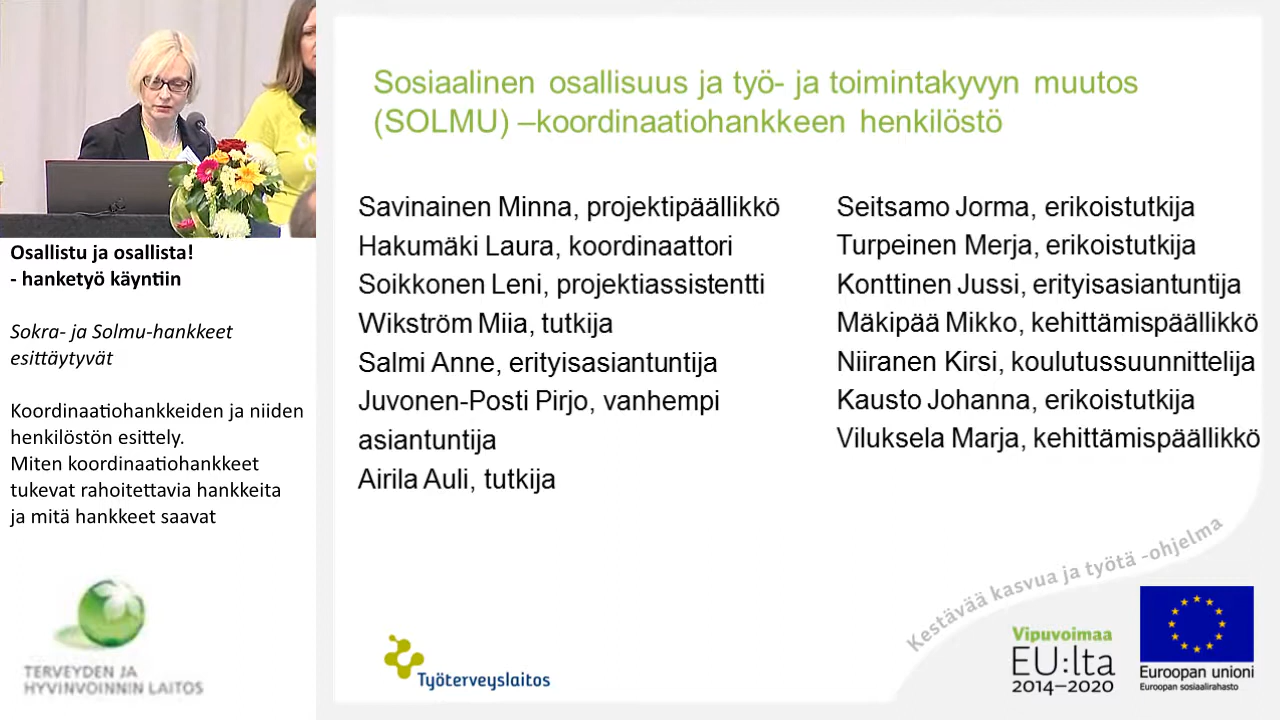 Osallistu ja osallista!
- hanketyö käyntiin
Sokra- ja Solmu-hankkeet
esittäytyvät
Koordinaatiohankkeiden ja niiden
henkilöstön esittely.
Miten koordinaatiohankkeet
tukevat rahoitettavia hankkeita
ja mitä hankkeet saavat
TERVEYDEN JA
HYVINVOINNIN LAITOS
Sosiaalinen osallisuus ja työ- ja toimintakyvyn muutos
(SOLMU) –koordinaatiohankkeen henkilöstö
Savinainen Minna, projektipäällikkö
Hakumäki Laura, koordinaattori
Soikkonen Leni, projektiassistentti
Wikström Miia, tutkija
Salmi Anne, erityisasiantuntija
Juvonen-Posti Pirjo, vanhempi
asiantuntija
Airila Auli, tutkija
Seitsamo Jorma, erikoistutkija
Turpeinen Merja, erikoistutkija
Konttinen Jussi, erityisasiantuntija
Mäkipää Mikko, kehittämispäällikkö
Niiranen Kirsi, koulutussuunnittelija
Kausto Johanna, erikoistutkija
Viluksela Marja, kehittämispäällikkö
Kestävää kasvua ja työtä -ohjelma
Työterveyslaitos
Vipuvoimaa
EU:lta
2014–2020
Euroopan unioni
Euroopan sosiaalirahasto